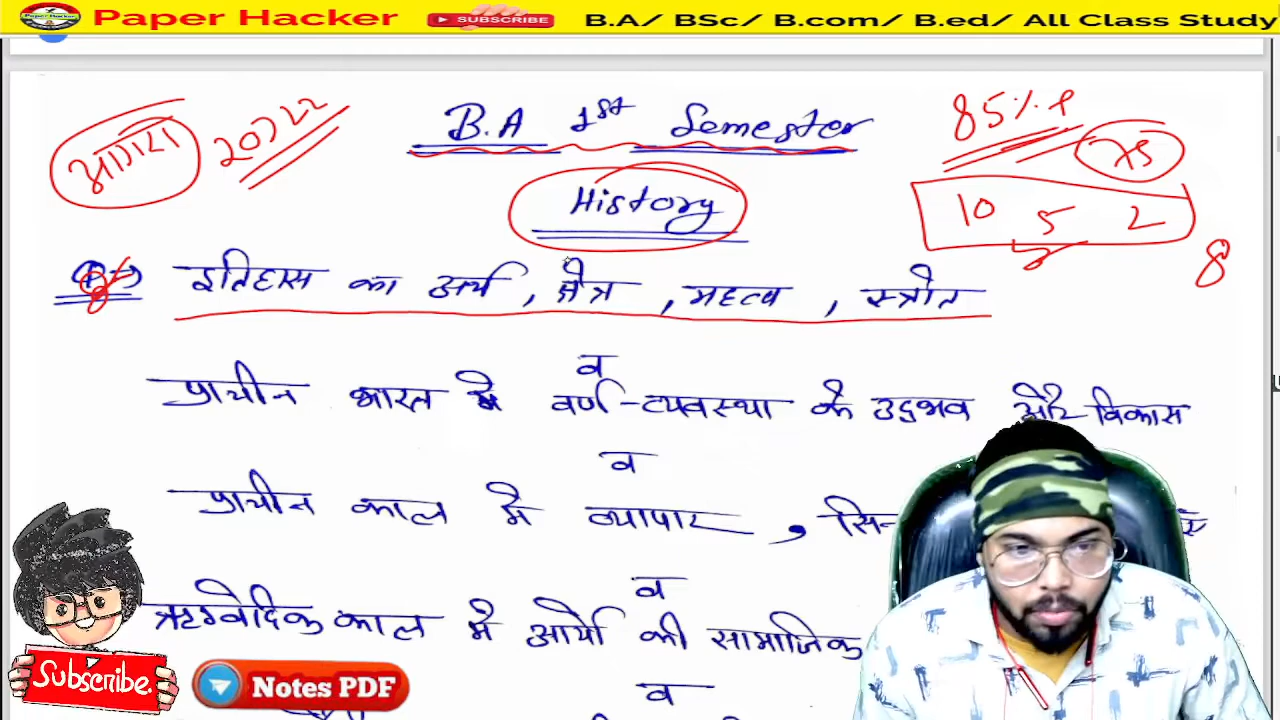 Paper Hacker SUBSCRIBE B.A/ BSc/ B.com/ B.ed/ All Class Study
B.A 1st Semester
आगरा 2022
85%
75
History
10 5 2
8
इतिहास का अर्थ, क्षेत्र, महत्व, स्त्रोत
व
प्राचीन भारत मे वर्ण-व्यवस्था के उद्भव और विकास
व
प्राचीन काल मे व्यापार,
व
ऋग्वेदिक काल मे आर्यो की सामाजिक
व
Subscribe.
Notes PDF